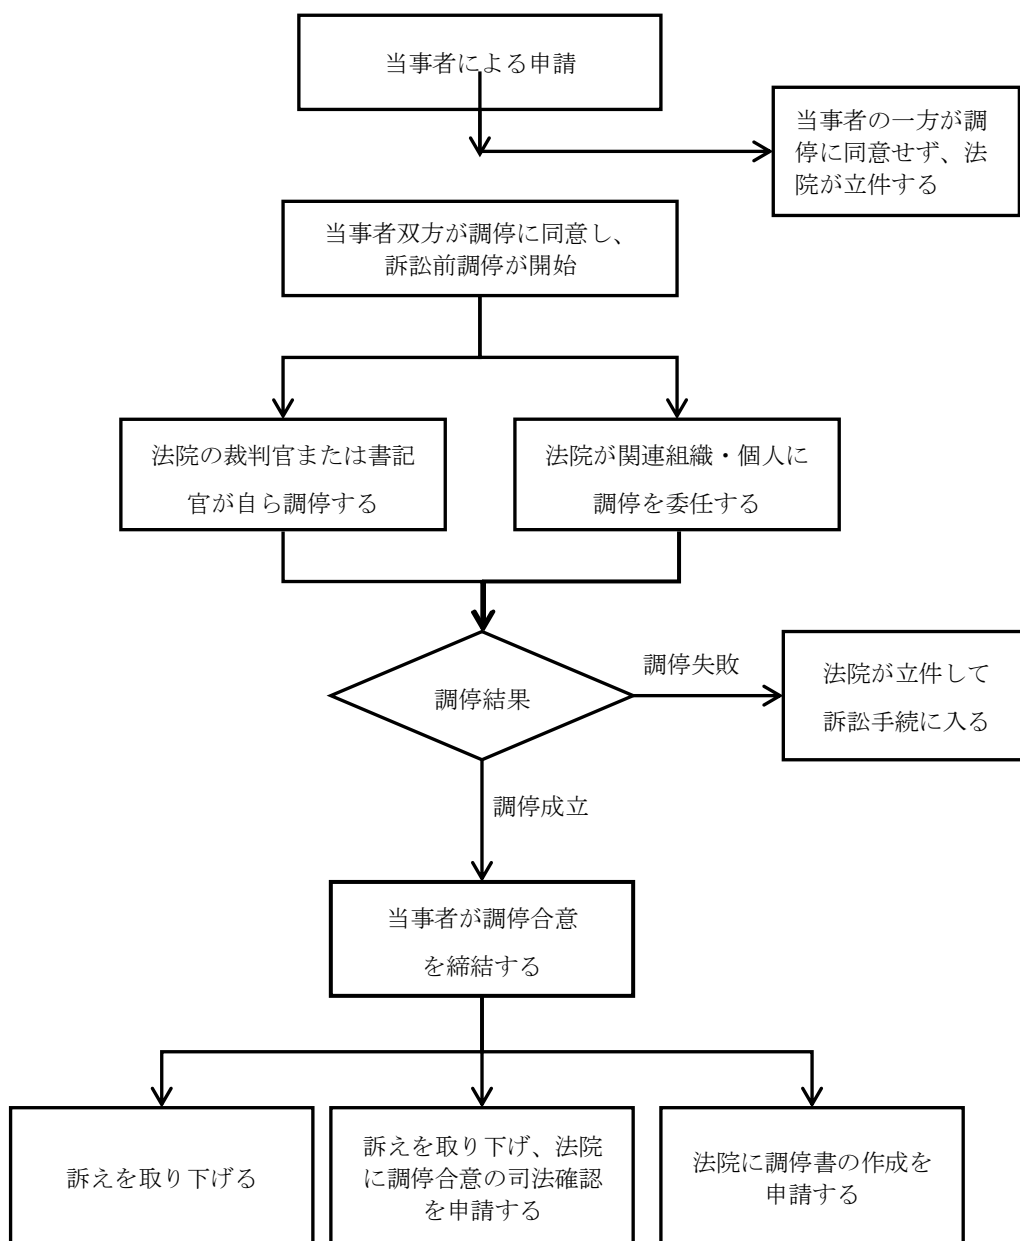 当事者による申請
当事者の一方が調
停に同意せず、法
院が立件する
当事者双方が調停に同意し、
訴訟前調停が開始
法院の裁判官または書記
官が自ら調停する
法院が関連組織・個人に
調停を委任する
調停結果
調停失敗
法院が立件して
訴訟手続に入る
調停成立
当事者が調停合意
を締結する
訴えを取り下げる
訴えを取り下げ、法院
に調停合意の司法確認
を申請する
法院に調停書の作成を
申請する